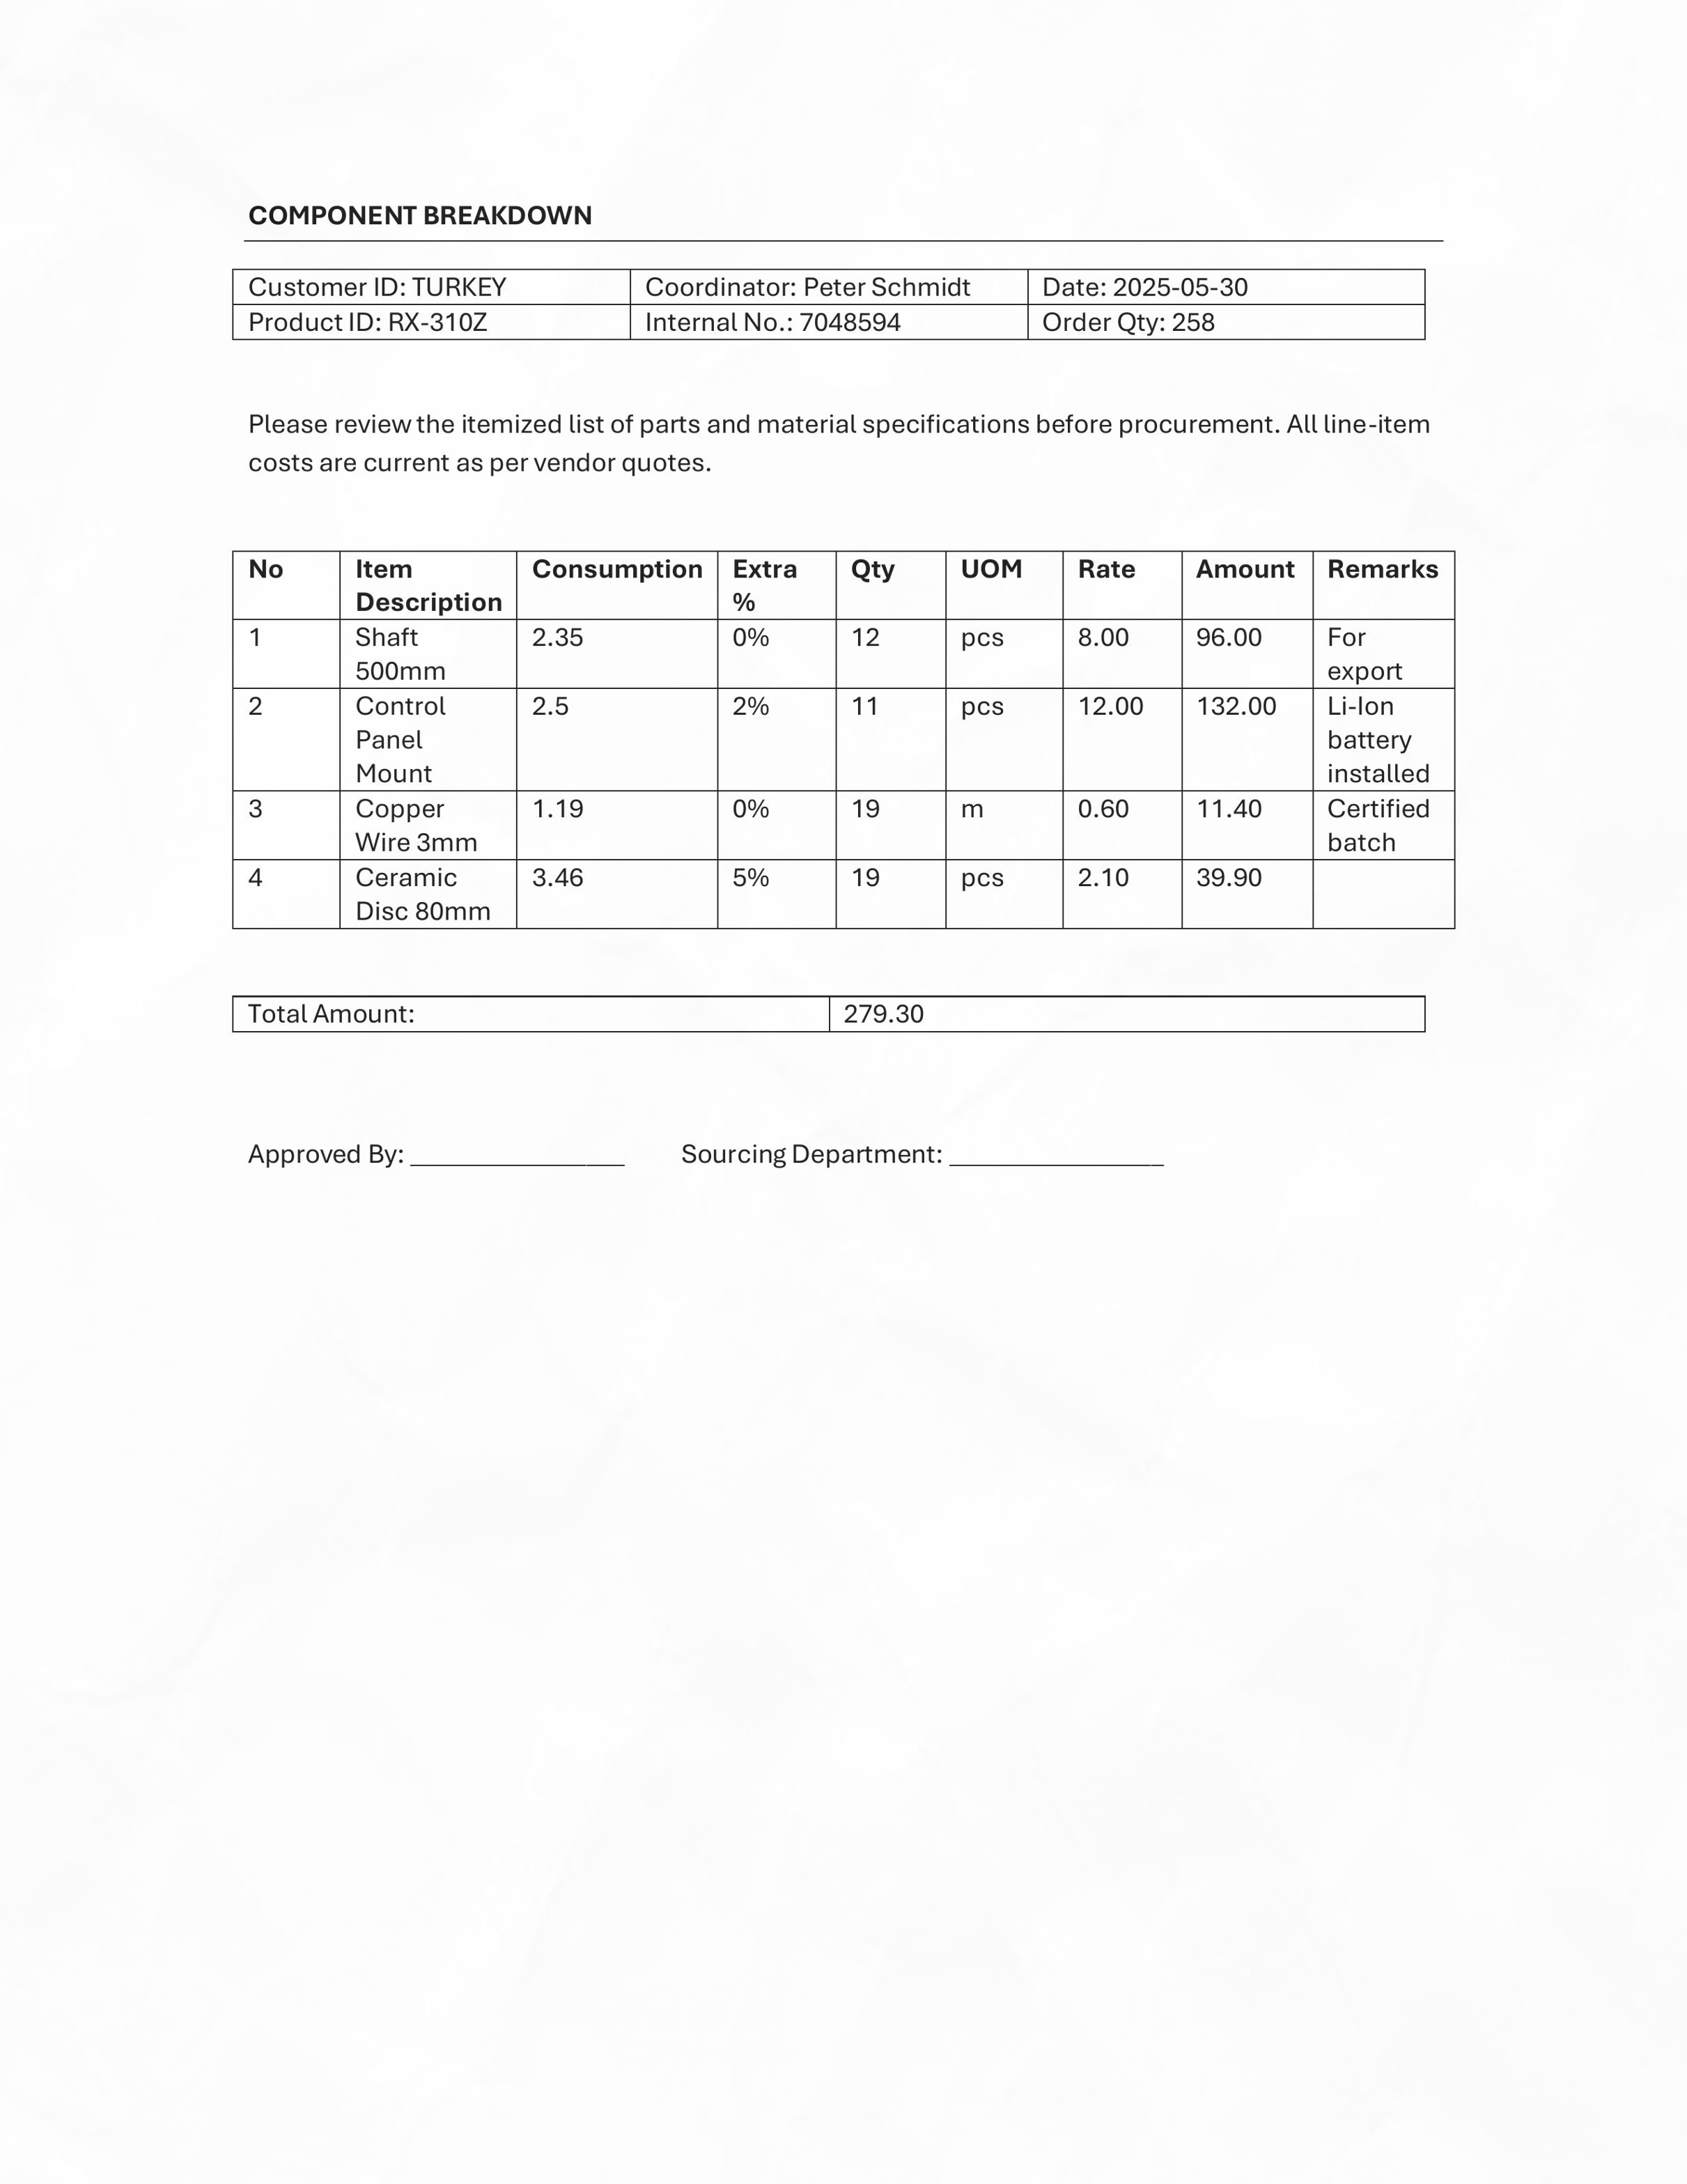 COMPONENT BREAKDOWN
Customer ID: TURKEY Coordinator: Peter Schmidt Date: 2025-05-30
Product ID: RX-310Z Internal No.: 7048594 Order Qty: 258
Please review the itemized list of parts and material specifications before procurement. All line-item
costs are current as per vendor quotes.
No Item Consumption Extra Qty UOM Rate Amount Remarks
Description %
1 Shaft 2.35 0% 12 pcs 8.00 96.00 For
500mm export
2 Control 2.5 2% 11 pcs 12.00 132.00 Li-Ion
Panel battery
Mount installed
3 Copper 1.19 0% 19 m 0.60 11.40 Certified
Wire 3mm batch
4 Ceramic 3.46 5% 19 pcs 2.10 39.90
Disc 80mm
Total Amount: 279.30
Approved By: ________________ Sourcing Department: ________________